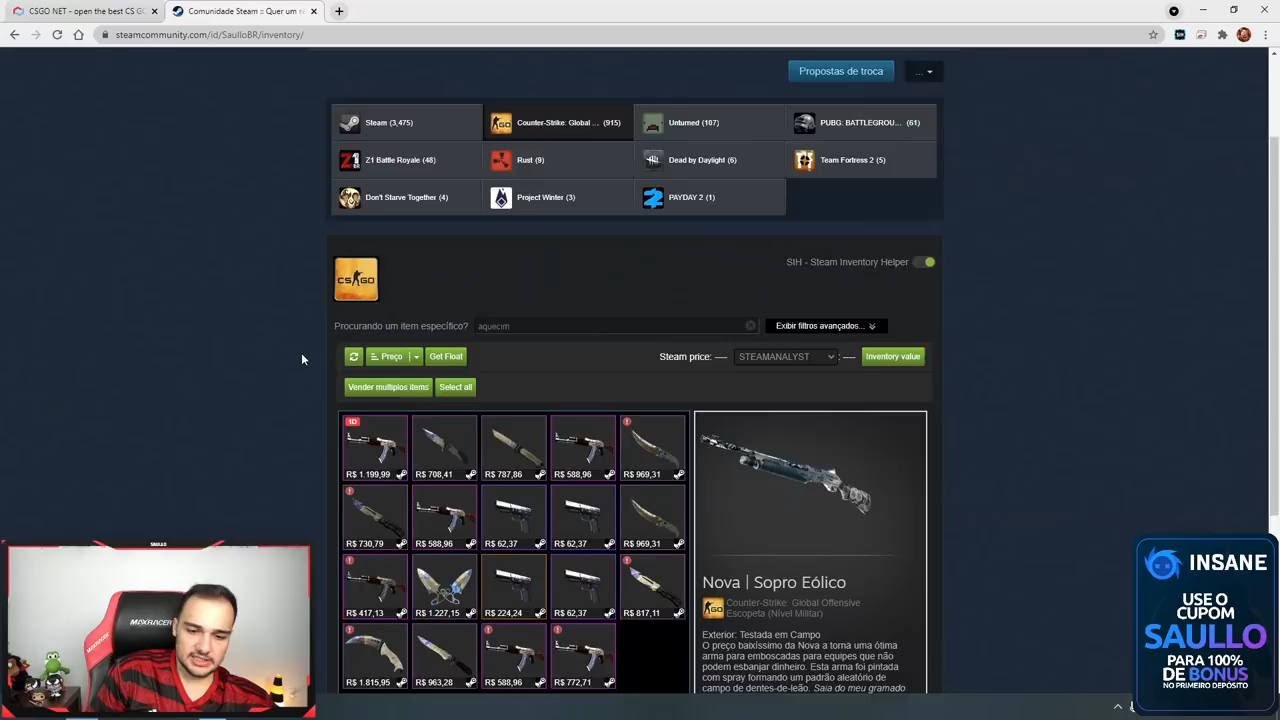 CSGO NET - open the best CS GO
Comunidade Steam :: Quer um re
steamcommunity.com/id/SaulloBR/inventory/
Propostas de troca
...
Steam (3,475)
Counter-Strike: Global ... (915)
Unturned (107)
PUBG: BATTLEGROU... (61)
Z1 Battle Royale (48)
Rust (9)
Dead by Daylight (6)
Team Fortress 2 (5)
Don't Starve Together (4)
Project Winter (3)
PAYDAY 2 (1)
CS GO
SIH - Steam Inventory Helper
Procurando um item específico?
aquecim
Exibir filtros avançados...
Preço
Get Float
Steam price: ----
STEAMANALYST
: ----
Inventory value
Vender multiplos items
Select all
1D
R$ 1.199,99
R$ 708,41
R$ 787,86
R$ 588,96
R$ 969,31
R$ 730,79
R$ 588,96
R$ 62,37
R$ 62,37
R$ 969,31
R$ 417,13
R$ 1.227,15
R$ 224,24
R$ 62,37
R$ 817,11
R$ 1.815,95
R$ 963,28
R$ 588,96
R$ 772,71
Nova | Sopro Eólico
Counter-Strike: Global Offensive
Escopeta (Nível Militar)
Exterior: Testada em Campo
O preço baixíssimo da Nova a torna uma ótima
arma para emboscadas para equipes que não
podem esbanjar dinheiro. Esta arma foi pintada
com spray formando um padrão aleatório de
campo de dentes-de-leão. Saia do meu gramado
SAULLO
MAXRACER
INSANE
USE O
CUPOM
SAULLO
PARA 100%
DE BONUS
NO PRIMEIRO DEPÓSITO